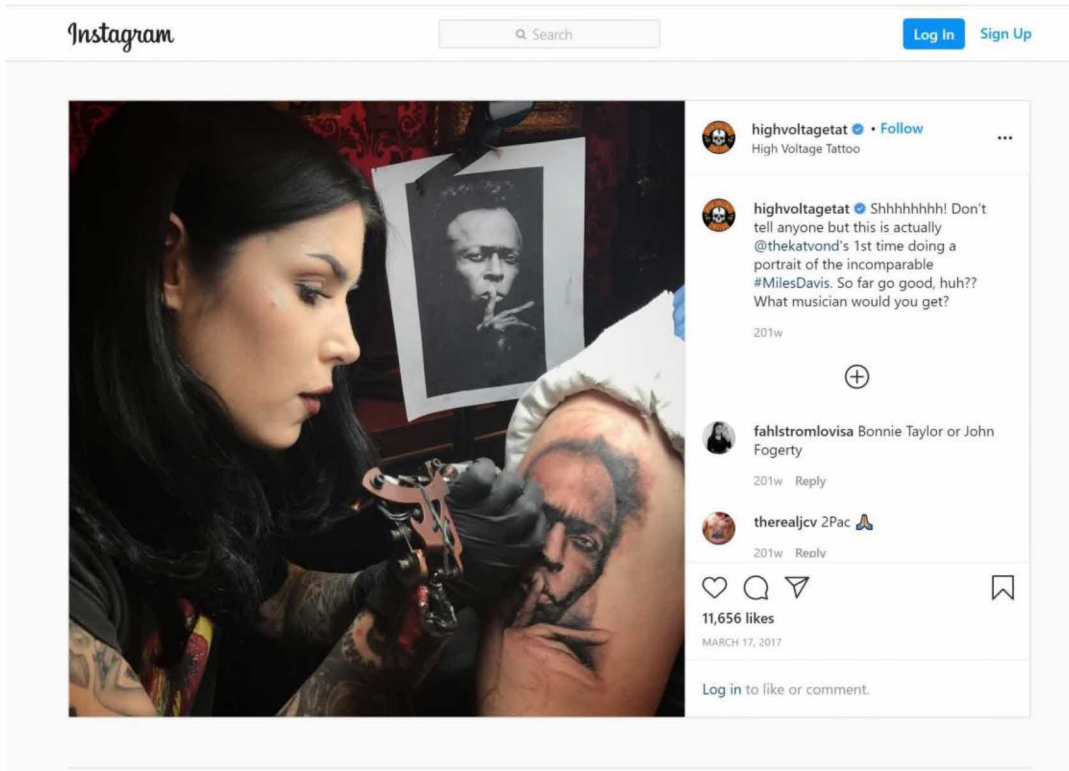 Instagram
Search
Log In
Sign Up
highvoltagetat • Follow
High Voltage Tattoo
...
highvoltagetat Shhhhhhhh! Don't
tell anyone but this is actually
@thekatvond's 1st time doing a
portrait of the incomparable
#MilesDavis. So far go good, huh??
What musician would you get?
201w
fahlstromlovisa Bonnie Taylor or John
Fogerty
201w Reply
therealjcv 2Pac 🙏🏽
201w Reply
11,656 likes
MARCH 17, 2017
Log in to like or comment.